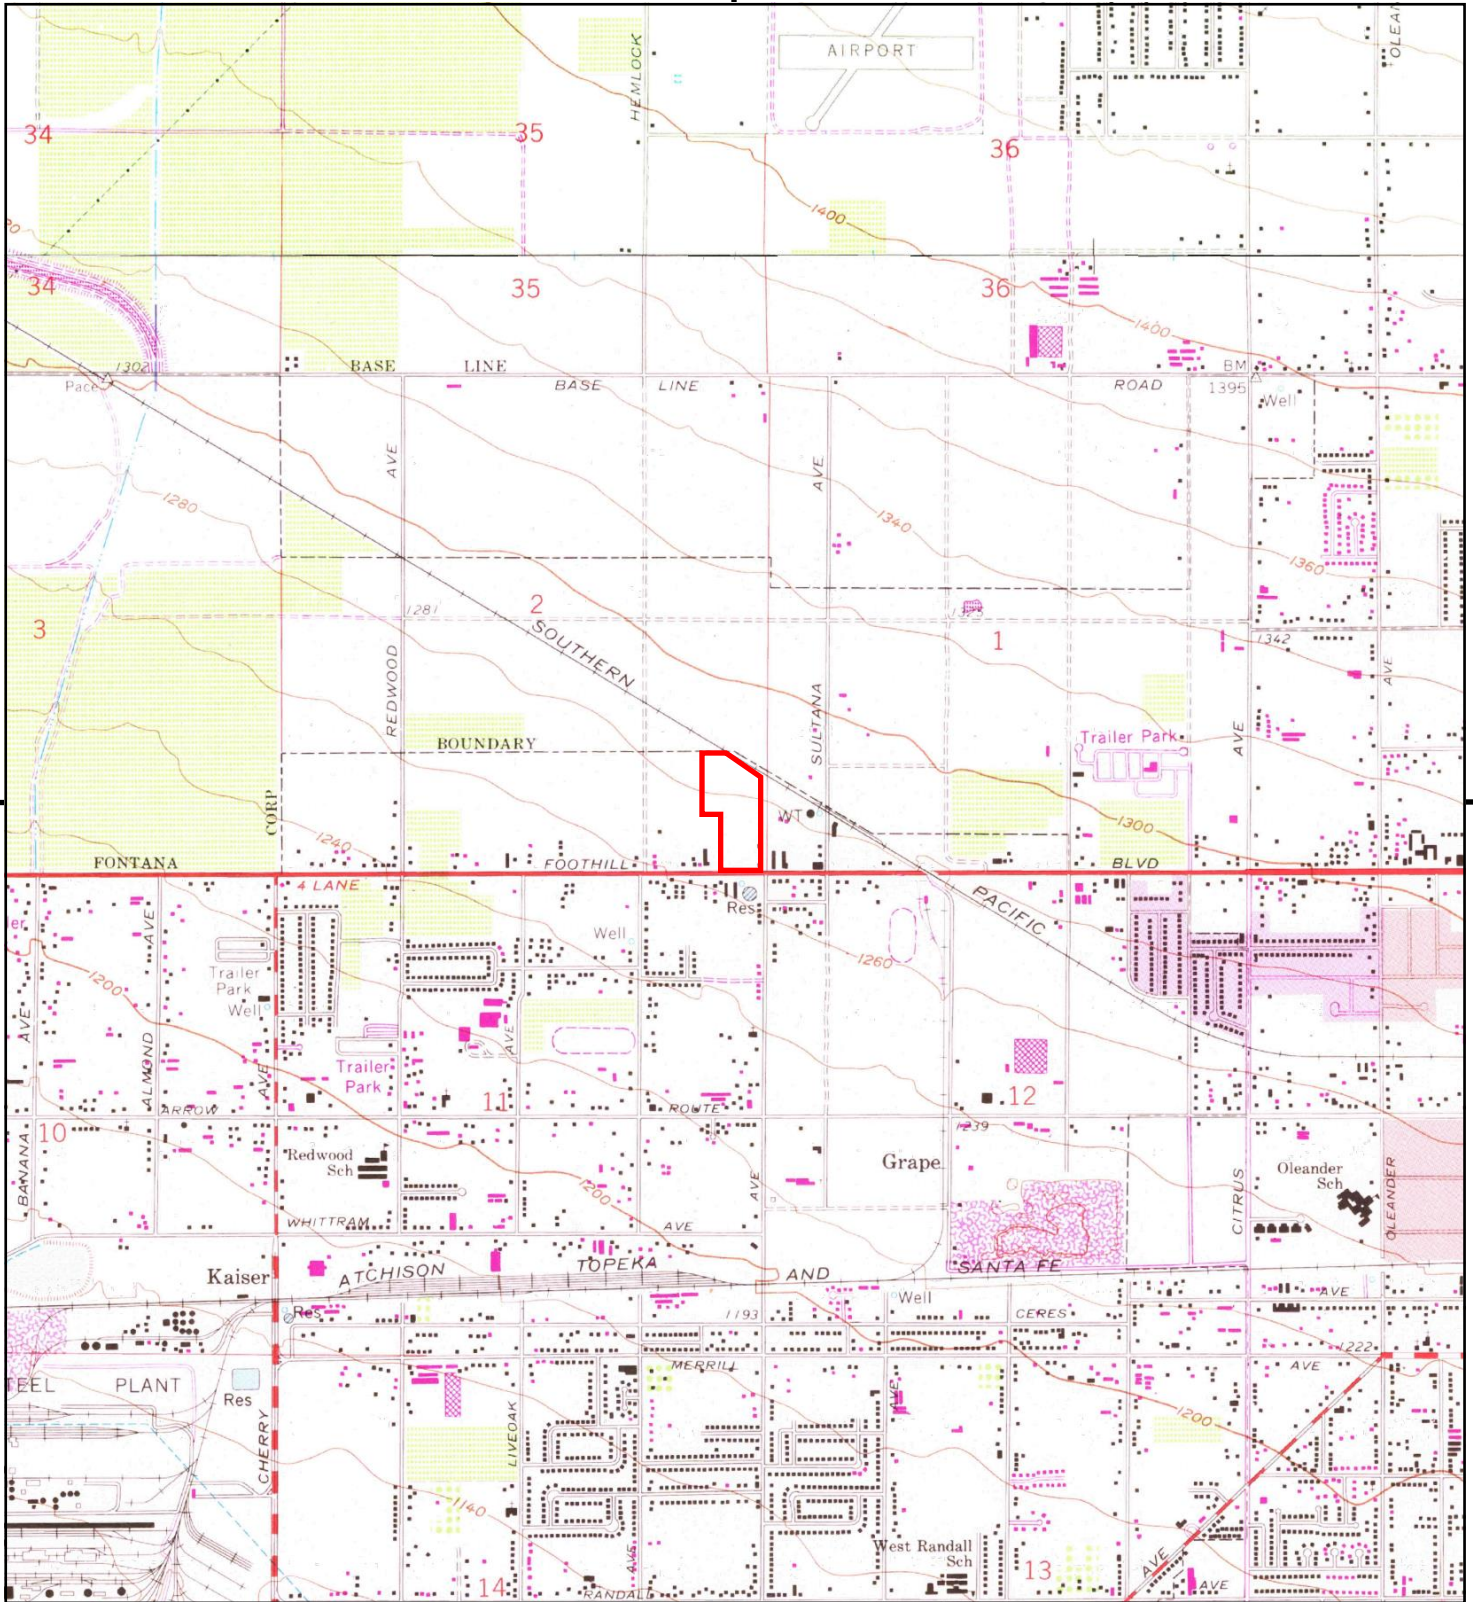 AIRPORT
HEMLOCK
34
35
36
1400
34
35
36
1400
1302
BASE LINE
BASE LINE
ROAD
BM
1395
Pace
Well
AVE
AVE
1280
1340
1360
1281
2
1325
3
SOUTHERN
1
1342
REDWOOD
SULTANA
AVE
BOUNDARY
Trailer Park
AVE
CORP
WT
1240
1300
FONTANA
FOOTHILL
BLVD
4 LANE
Res
PACIFIC
AVE
Well
1260
1200
Trailer
Park
Well
AVE
ALMOND
AVE
AVE
Trailer
Park
11
12
ARROW
ROUTE
10
1239
BANANA
Redwood
Sch
Grape
Oleander
Sch
1200
AVE
CITRUS
OLEANDER
WHITTRAM
AVE
Kaiser
ATCHISON
TOPEKA
AND
SANTA FE
Res
1193
Well
CERES
AVE
1222
MERRILL
AVE
TEEL PLANT
Res
AVE
1200
CHERRY
LIVEOAK
1140
West Randall
Sch
AVE
AVE
13
14
RANDALL
AVE